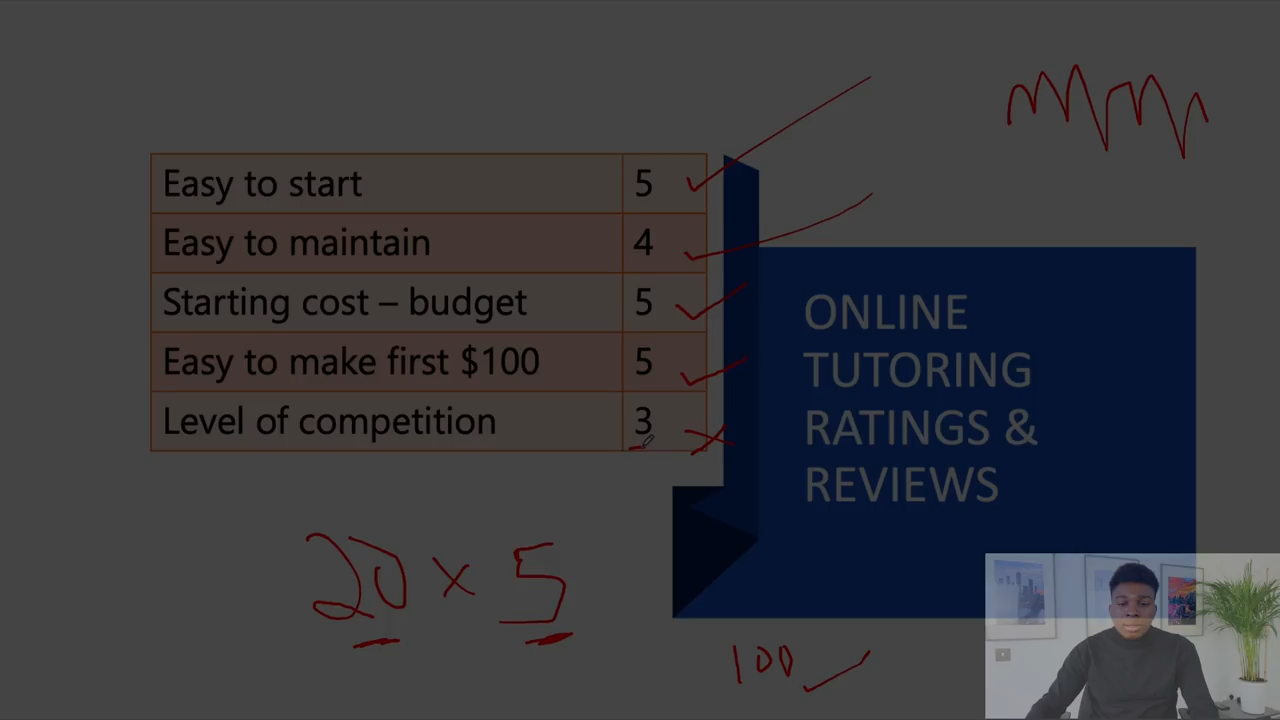 Easy to start 5
Easy to maintain 4
Starting cost – budget 5
Easy to make first $100 5
Level of competition 3
ONLINE
TUTORING
RATINGS &
REVIEWS
20 x 5
100